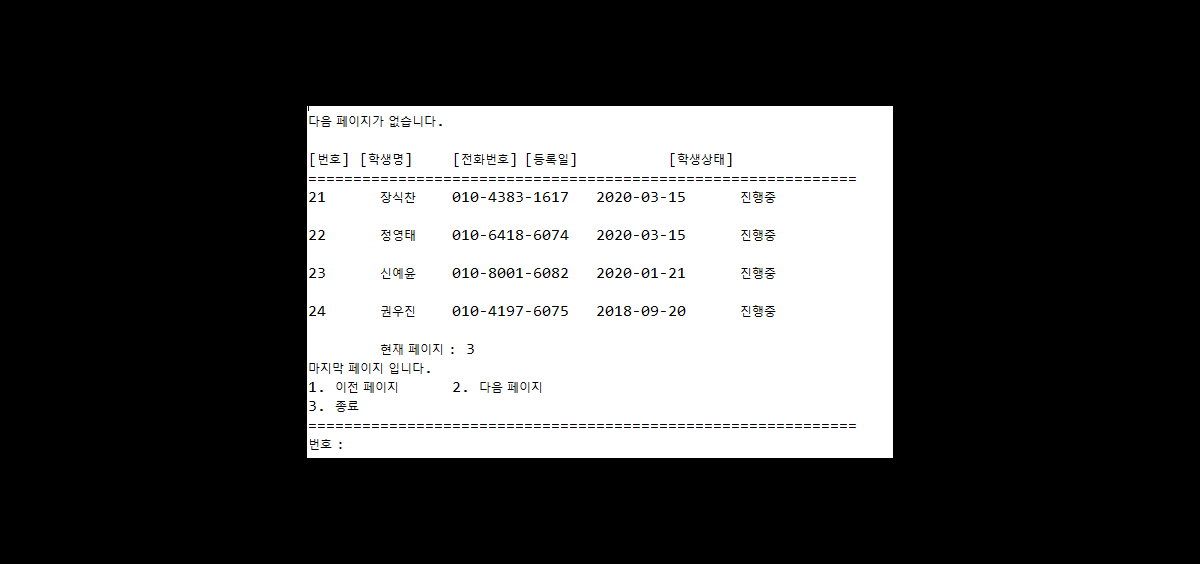 다음 페이지가 없습니다.
[번호] [학생명] [전화번호] [등록일] [학생상태]
=============================================================
21 장식찬 010-4383-1617 2020-03-15 진행중
22 정영태 010-6418-6074 2020-03-15 진행중
23 신예윤 010-8001-6082 2020-01-21 진행중
24 권우진 010-4197-6075 2018-09-20 진행중
현재 페이지 : 3
마지막 페이지 입니다.
1. 이전 페이지 2. 다음 페이지
3. 종료
=============================================================
번호 :